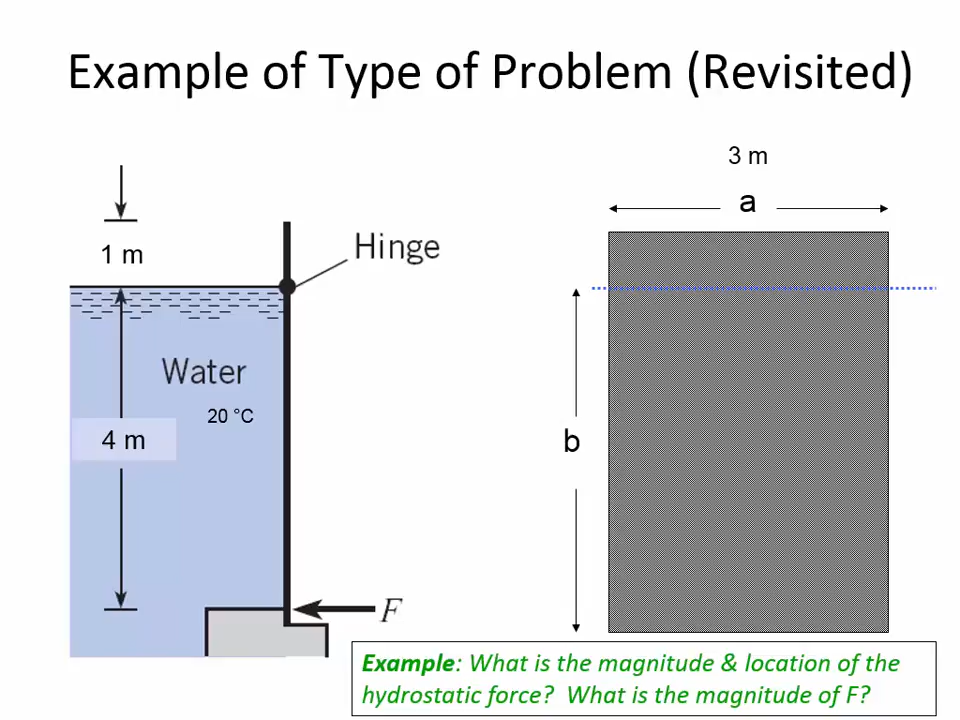 Example of Type of Problem (Revisited)
3 m
a
1 m
Hinge
Water
20 °C
4 m
b
F
Example: What is the magnitude & location of the
hydrostatic force? What is the magnitude of F?